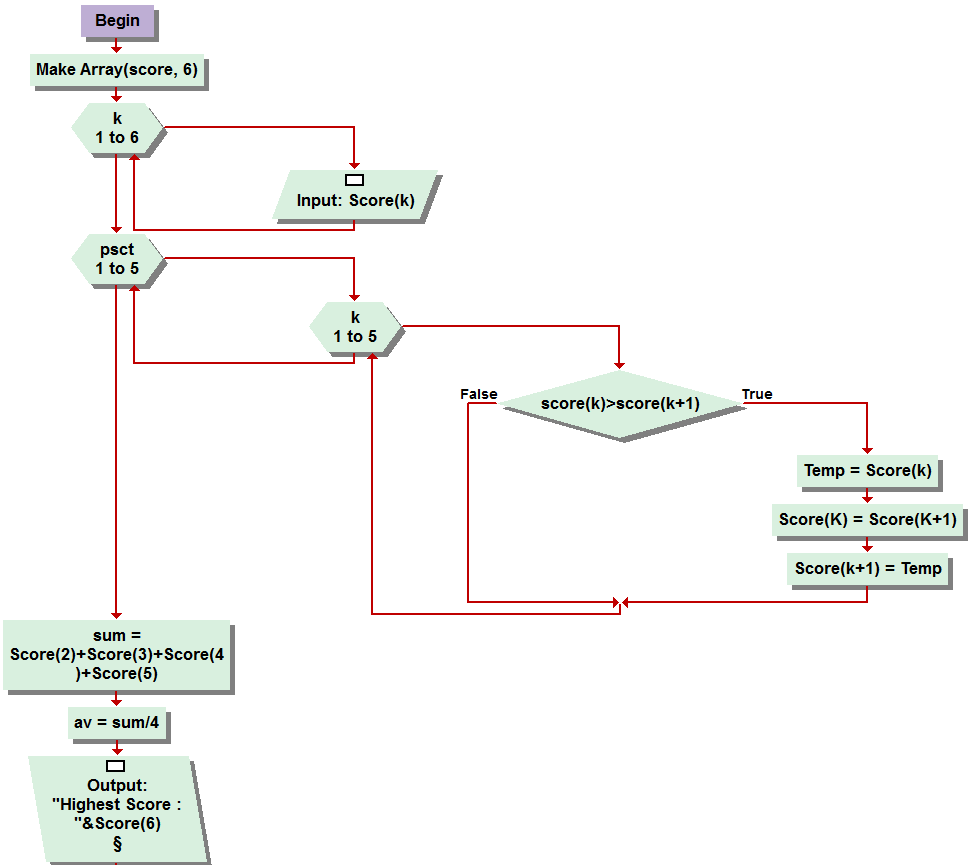 Begin
Make Array(score, 6)
k
1 to 6
Input: Score(k)
psct
1 to 5
k
1 to 5
False
score(k)>score(k+1)
True
Temp = Score(k)
Score(K) = Score(K+1)
Score(k+1) = Temp
sum =
Score(2)+Score(3)+Score(4
)+Score(5)
av = sum/4
Output:
"Highest Score :
"&Score(6)
§